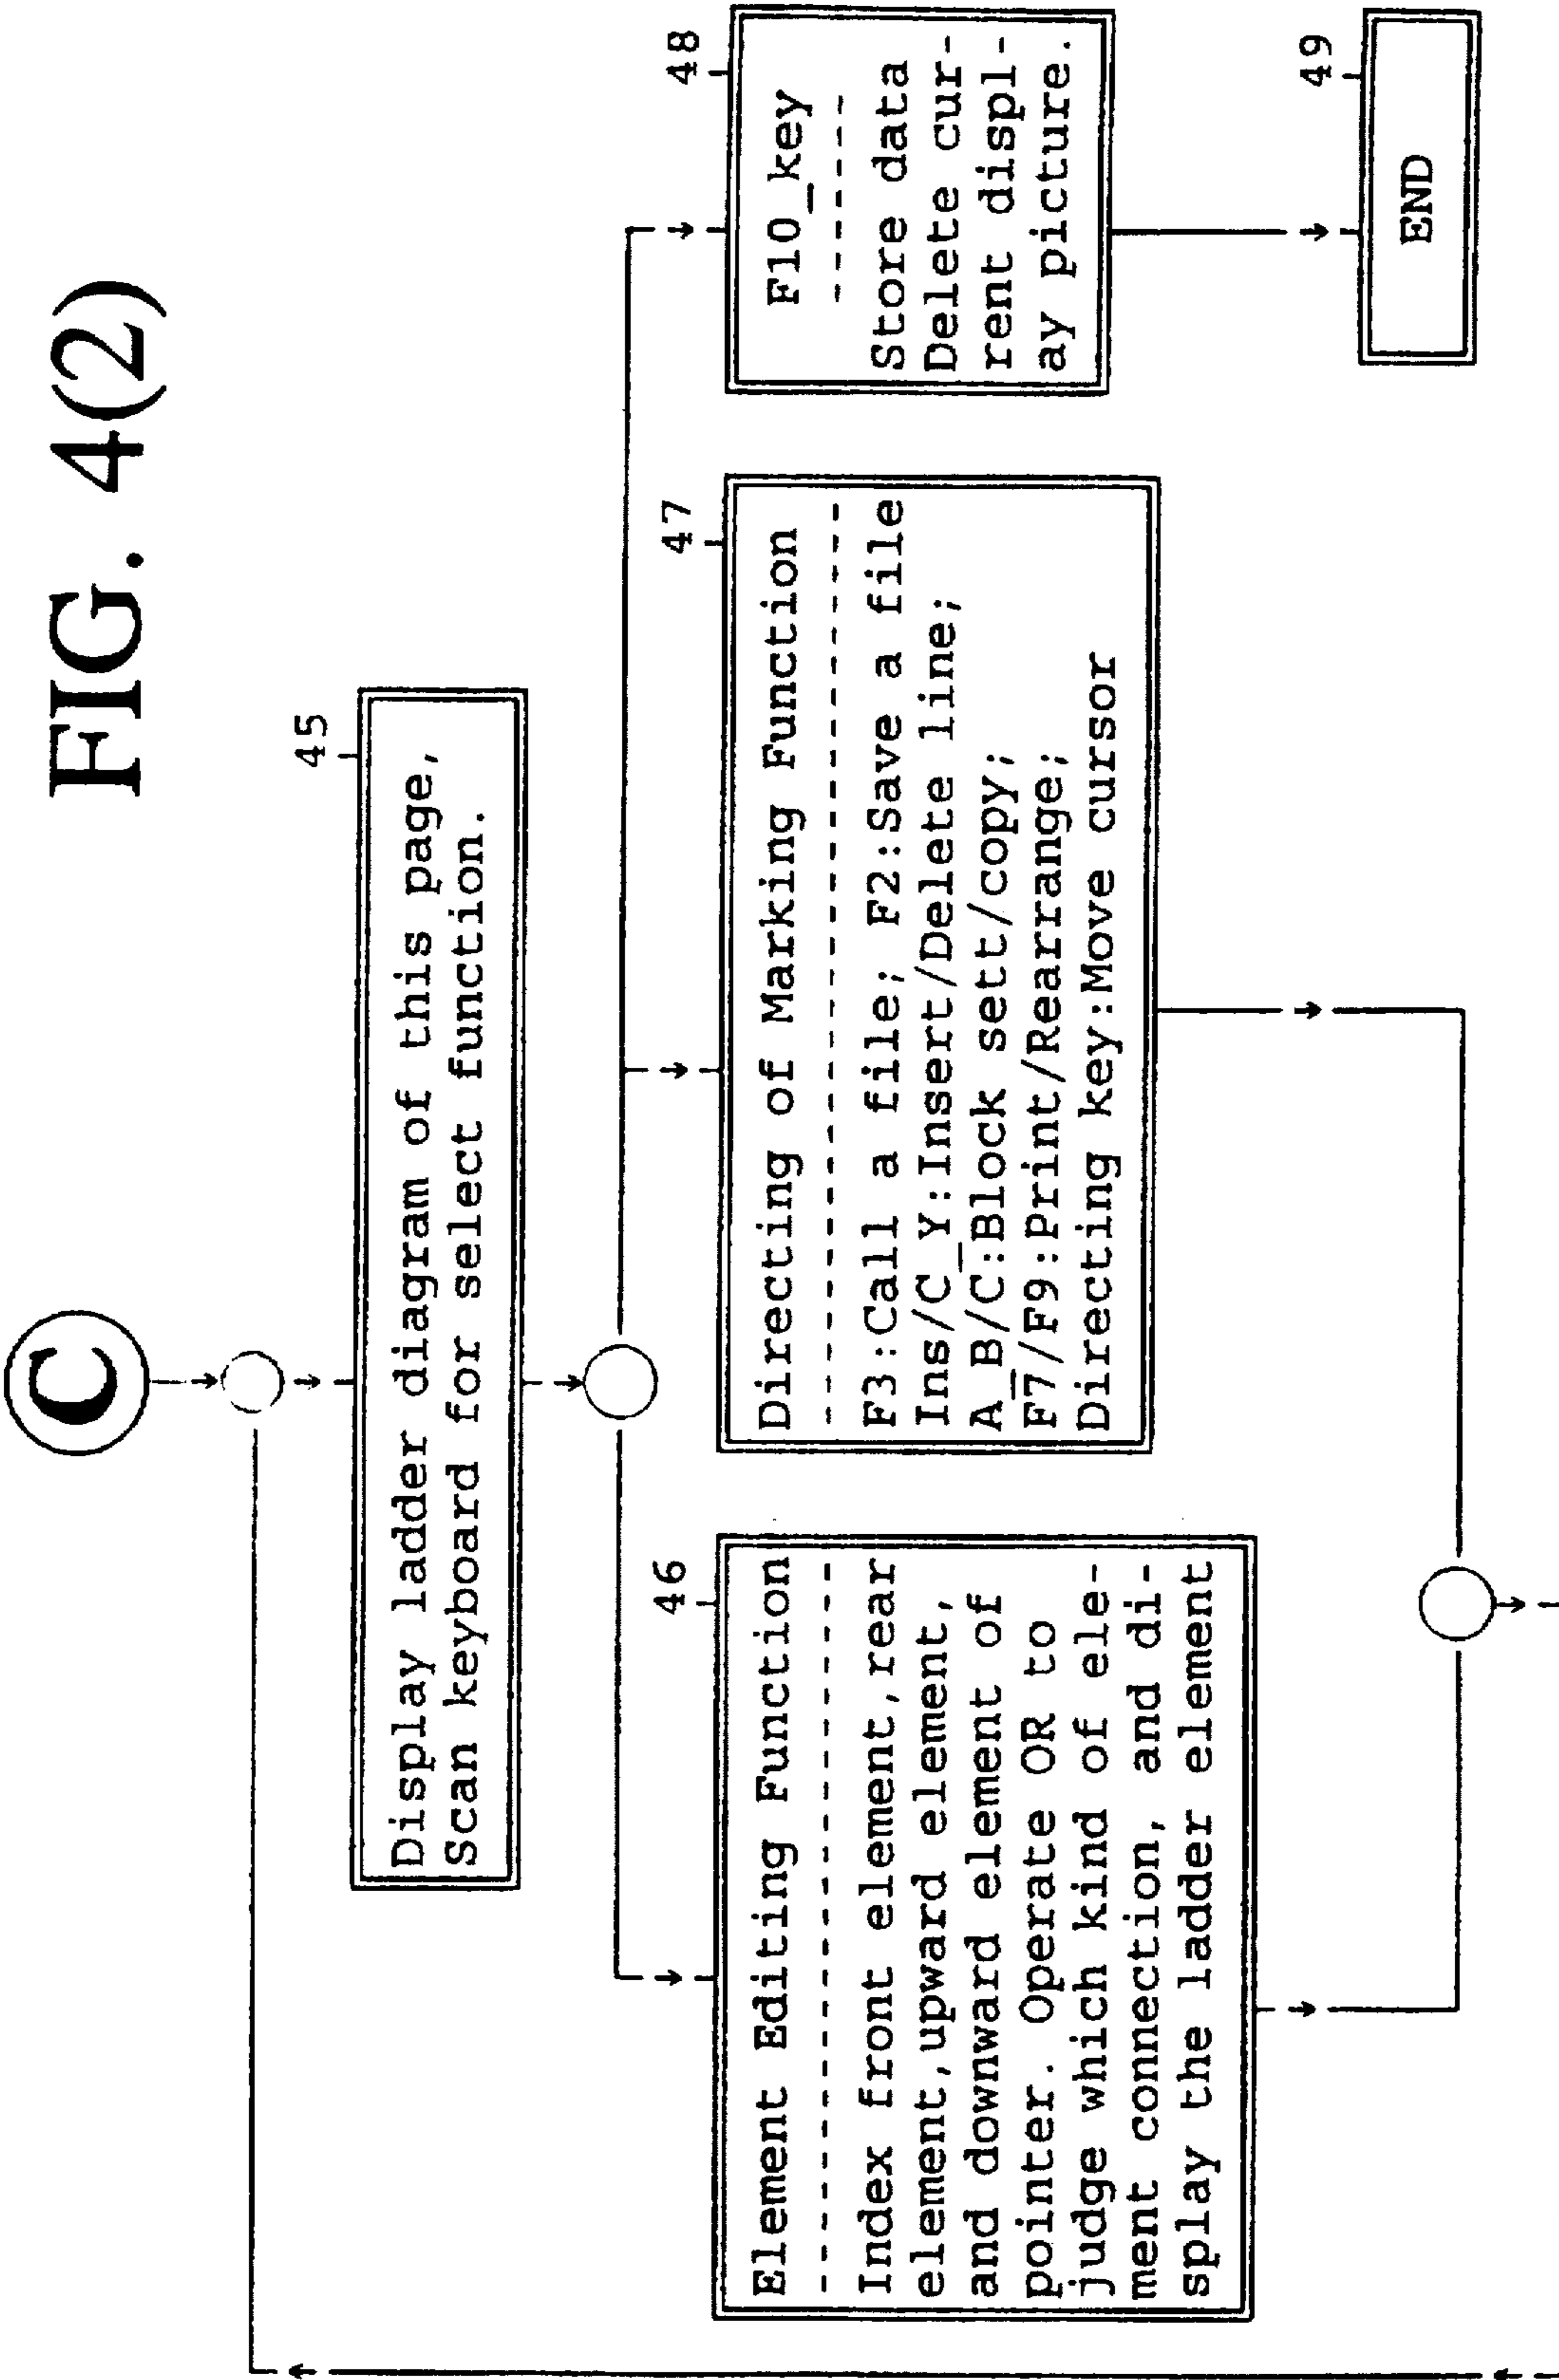 FIG. 4(2)
C
45
Display ladder diagram of this page,
Scan keyboard for select function.
46
Element Editing Function
Index front element,rear
element,upward element,
and downward element of
pointer. Operate OR to
judge which kind of ele-
ment connection, and di-
splay the ladder element
47
Directing of Marking Function
F3:Call a file; F2:Save a file
Ins/C_Y:Insert/Delete line;
A_B/C:Block sett/copy;
F7/F9:Print/Rearrange;
Directing key:Move cursor
48
F10_key
Store data
Delete cur-
rent displ-
ay picture.
49
END